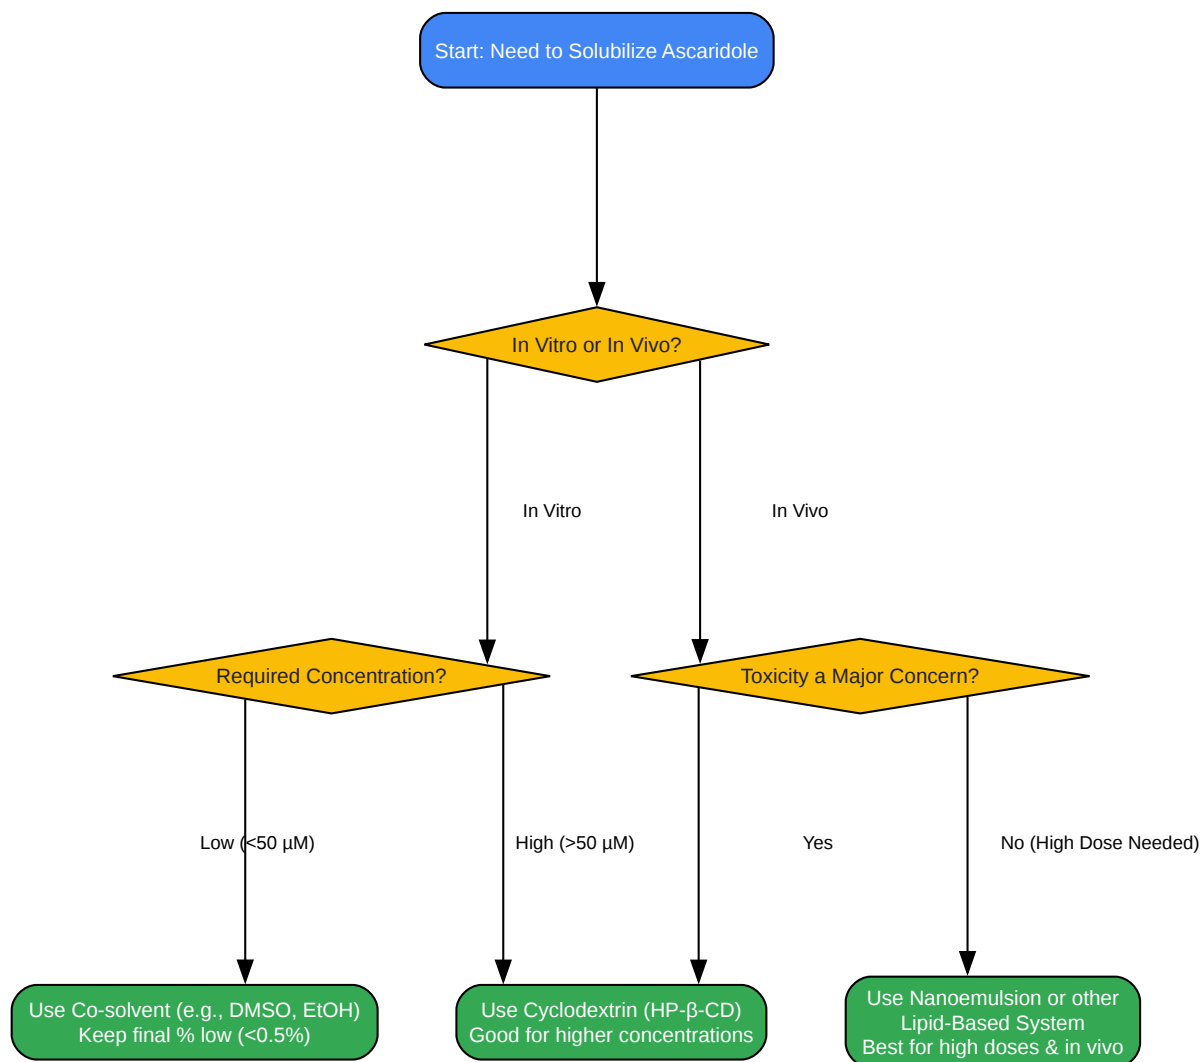 Start: Need to Solubilize Ascaridole
In Vitro or In Vivo?
In Vitro
In Vivo
Required Concentration?
Toxicity a Major Concern?
Low (<50 µM)
High (>50 µM)
Yes
No (High Dose Needed)
Use Co-solvent (e.g., DMSO, EtOH)
Keep final % low (<0.5%)
Use Cyclodextrin (HP-β-CD)
Good for higher concentrations
Use Nanoemulsion or other
Lipid-Based System
Best for high doses & in vivo